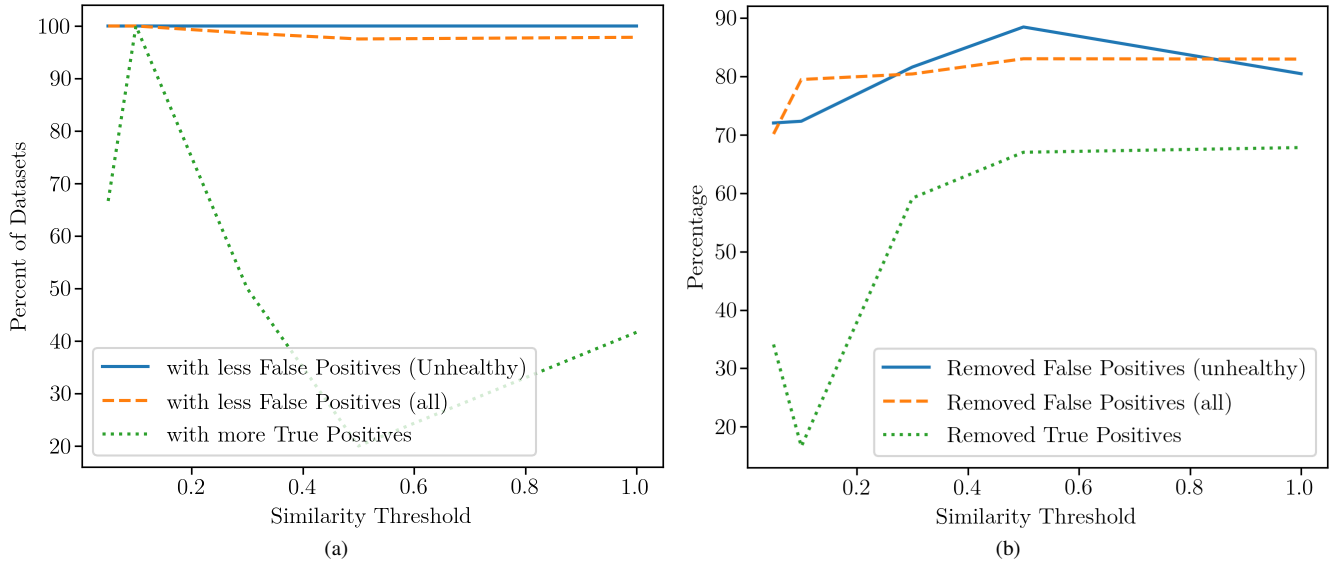 100
90
80
70
60
50
40
30
20
Percent of Datasets
with less False Positives (Unhealthy)
with less False Positives (all)
with more True Positives
0.2 0.4 0.6 0.8 1.0
Similarity Threshold
(a)
90
80
70
60
50
40
30
20
Percentage
Removed False Positives (unhealthy)
Removed False Positives (all)
Removed True Positives
0.2 0.4 0.6 0.8 1.0
Similarity Threshold
(b)